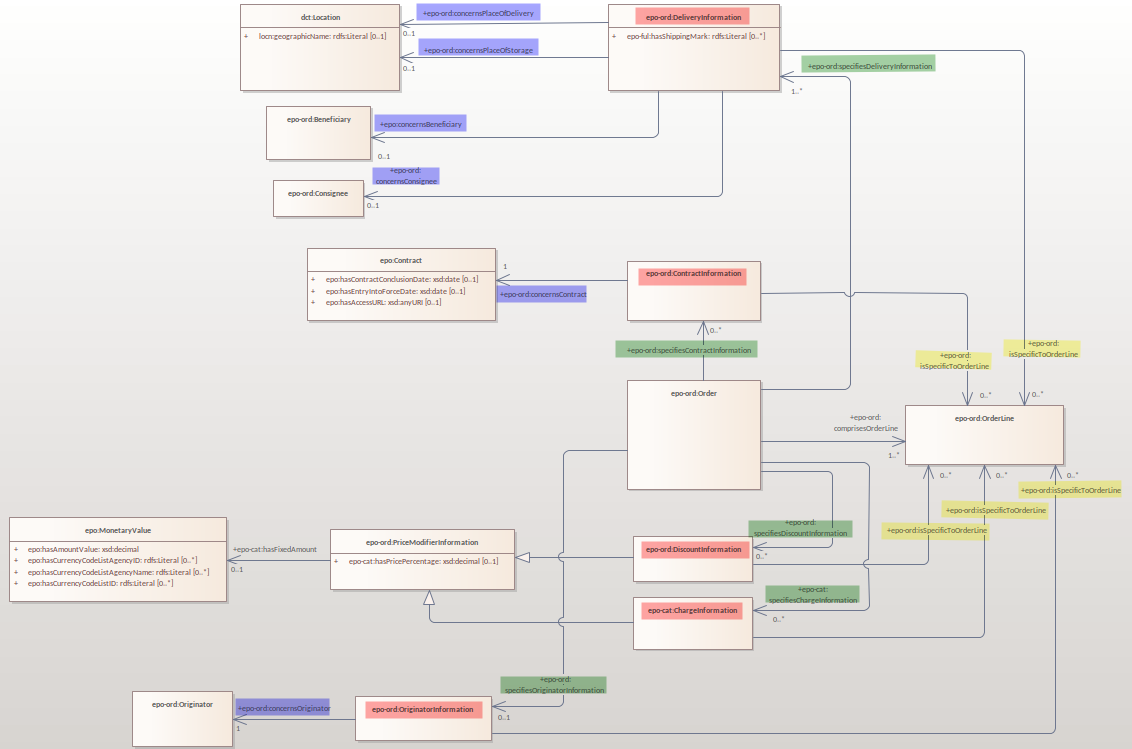 dct:Location
+ locn:geographicName: rdfs:Literal [0..1]
+epo-ord:concernsPlaceOfDelivery
0..1
+epo-ord:concernsPlaceOfStorage
0..1
epo-ord:DeliveryInformation
+ epo-ful:hasShippingMark: rdfs:Literal [0..*]
+epo-ord:specifiesDeliveryInformation
1..*
epo-ord:Beneficiary
+epo:concernsBeneficiary
0..1
epo-ord:Consignee
+epo-ord:
concernsConsignee
0..1
epo:Contract
+ epo:hasContractConclusionDate: xsd:date [0..1]
+ epo:hasEntryIntoForceDate: xsd:date [0..1]
+ epo:hasAccessURL: xsd:anyURI [0..1]
1
+epo-ord:concernsContract
epo-ord:ContractInformation
0..*
+epo-ord:specifiesContractInformation
+epo-ord:
isSpecificToOrderLine
0..*
+epo-ord:
isSpecificToOrderLine
0..*
epo-ord:Order
+epo-ord:
comprisesOrderLine
1..*
epo-ord:OrderLine
0..*
0..*
0..*
+epo-ord:isSpecificToOrderLine
+epo-ord:isSpecificToOrderLine
+epo-ord:isSpecificToOrderLine
epo:MonetaryValue
+ epo:hasAmountValue: xsd:decimal
+ epo:hasCurrencyCodeListAgencyID: rdfs:Literal [0..*]
+ epo:hasCurrencyCodeListAgencyName: rdfs:Literal [0..*]
+ epo:hasCurrencyCodeListID: rdfs:Literal [0..*]
+epo-cat:hasFixedAmount
0..1
epo-ord:PriceModifierInformation
+ epo-cat:hasPricePercentage: xsd:decimal [0..1]
+epo-ord:
specifiesDiscountInformation
epo-ord:DiscountInformation
0..*
+epo-cat:
specifiesChargeInformation
epo-cat:ChargeInformation
0..*
+epo-ord:
specifiesOriginatorInformation
0..1
epo-ord:Originator
+epo-ord:concernsOriginator
1
epo-ord:OriginatorInformation